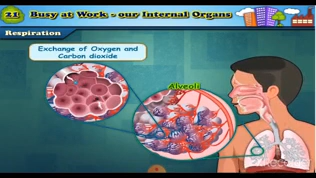 21 Busy at Work - our Internal Organs
Respiration
Exchange of Oxygen and
Carbon dioxide
Alveoli